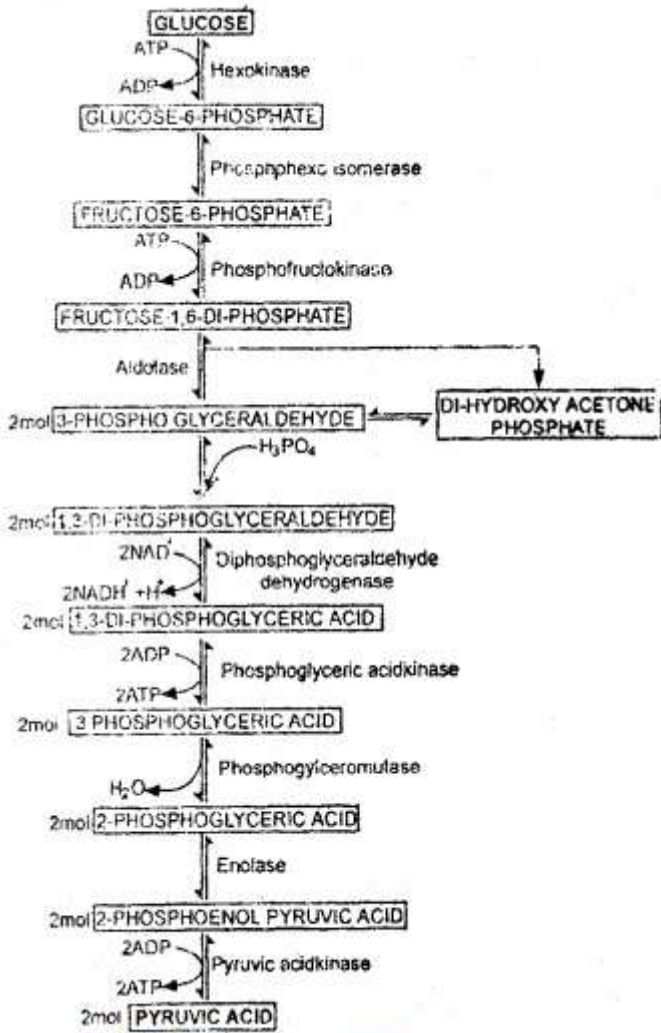 GLUCOSE
ATP
Hexokinase
ADP
GLUCOSE-6-PHOSPHATE
Phosphphexo isomerase
FRUCTOSE-6-PHOSPHATE
ATP
Phosphofructokinase
ADP
FRUCTOSE-1,6-DI-PHOSPHATE
Aldolase
2mol 3-PHOSPHO GLYCERALDEHYDE
DI-HYDROXY ACETONE
PHOSPHATE
H₃PO₄
2mol 1,3-DI-PHOSPHOGLYCERALDEHYDE
2NAD⁺
Diphosphoglyceraldehyde
dehydrogenase
2NADH⁺ +H⁺
2mol 1,3-DI-PHOSPHOGLYCERIC ACID
2ADP
Phosphoglyceric acidkinase
2ATP
2mol 3 PHOSPHOGLYCERIC ACID
Phosphogylceromutase
H₂O
2mol 2-PHOSPHOGLYCERIC ACID
Enolase
2mol 2-PHOSPHOENOL PYRUVIC ACID
2ADP
Pyruvic acidkinase
2ATP
2mol PYRUVIC ACID